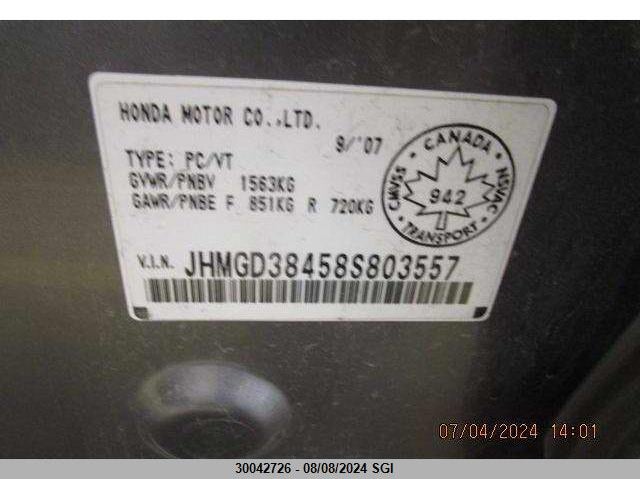 HONDA MOTOR CO.,LTD.
9/'07
TYPE: PC/VT
GVWR/PNBV 1563KG
GAWR/PNBE F 851KG R 720KG
CANADA
CMVSS 942 NSVAC
TRANSPORT
V.I.N. JHMGD38458S803557
07/04/2024 14:01
30042726 - 08/08/2024 SGI